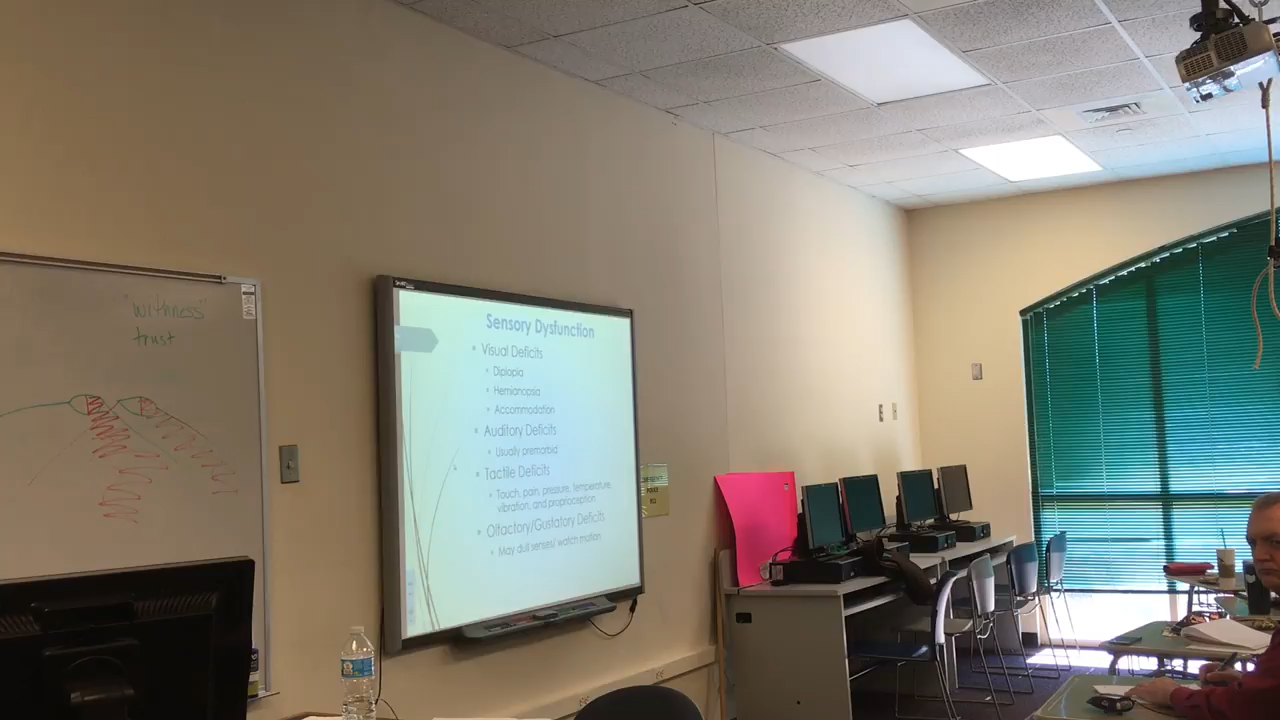 "withness"
trust
Sensory Dysfunction
Visual Deficits
Diplopia
Hemianopsia
Accommodation
Auditory Deficits
Usually premorbid
Tactile Deficits
Touch, pain, pressure, temperature,
vibration, and proprioception
Olfactory/Gustatory Deficits
May dull senses/ watch motion